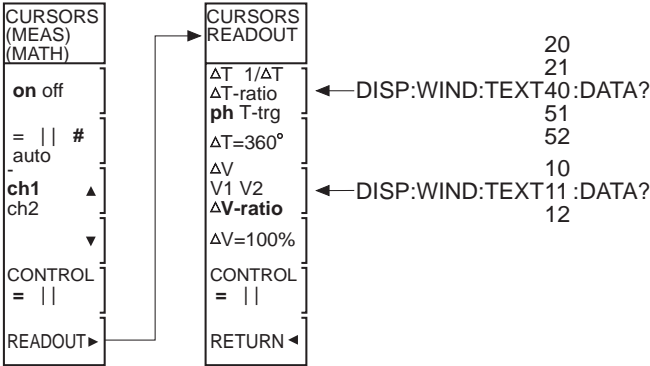 CURSORS
(MEAS)
(MATH)
on off
= || #
auto
-
ch1 ▲
ch2
▼
CONTROL
= ||
READOUT▶
CURSORS
READOUT
ΔT 1/ΔT
ΔT-ratio
ph T-trg
ΔT=360°
ΔV
V1 V2
ΔV-ratio
ΔV=100%
CONTROL
= ||
RETURN◀
20
21
DISP:WIND:TEXT40:DATA?
51
52
10
DISP:WIND:TEXT11:DATA?
12